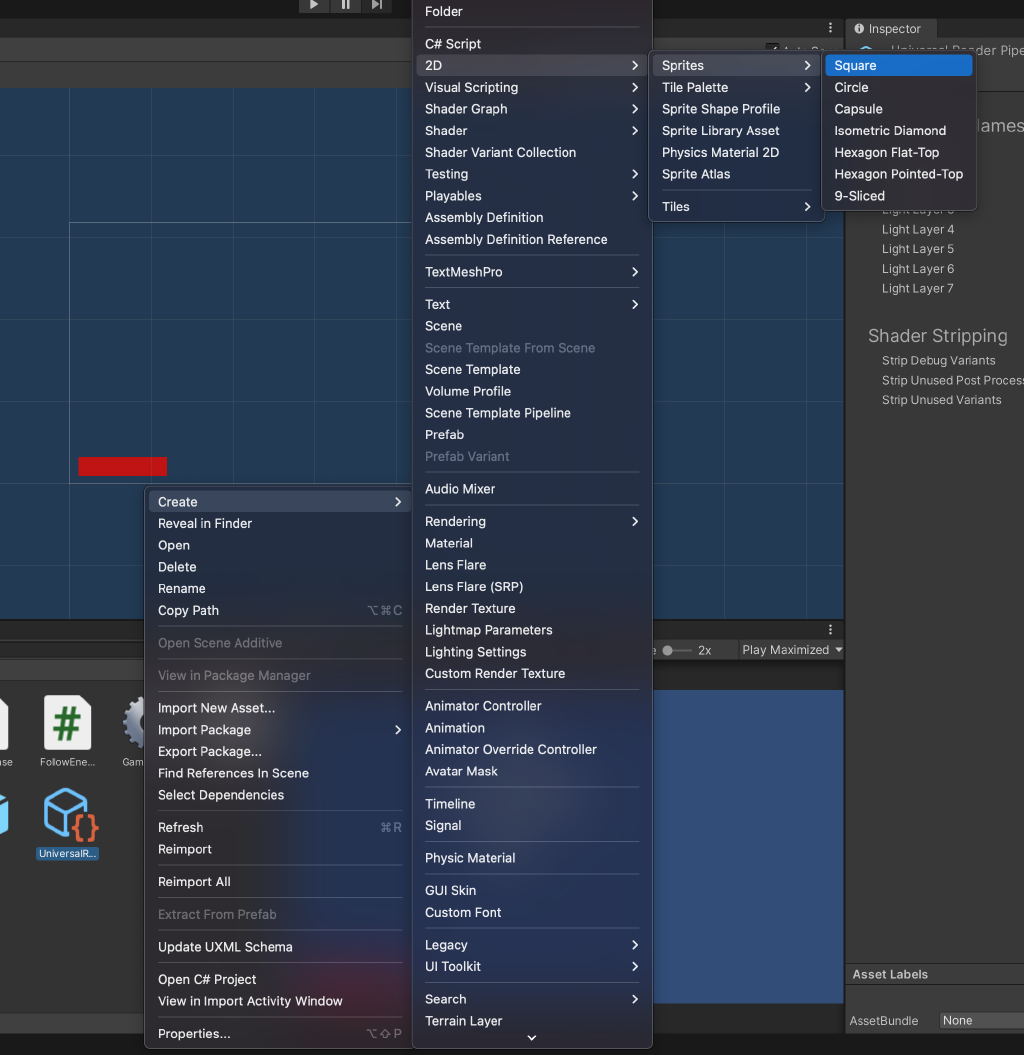 Folder
C# Script
2D
Visual Scripting
Shader Graph
Shader
Shader Variant Collection
Testing
Playables
Assembly Definition
Assembly Definition Reference
TextMeshPro
Text
Scene
Scene Template From Scene
Scene Template
Volume Profile
Scene Template Pipeline
Prefab
Prefab Variant
Audio Mixer
Rendering
Material
Lens Flare
Lens Flare (SRP)
Render Texture
Lightmap Parameters
Lighting Settings
Custom Render Texture
Animator Controller
Animation
Animator Override Controller
Avatar Mask
Timeline
Signal
Physic Material
GUI Skin
Custom Font
Legacy
UI Toolkit
Search
Terrain Layer
Sprites
Tile Palette
Sprite Shape Profile
Sprite Library Asset
Physics Material 2D
Sprite Atlas
Tiles
Square
Circle
Capsule
Isometric Diamond
Hexagon Flat-Top
Hexagon Pointed-Top
9-Sliced
Inspector
Universal Render Pipe
Light Layer 4
Light Layer 5
Light Layer 6
Light Layer 7
Shader Stripping
Strip Debug Variants
Strip Unused Post Process
Strip Unused Variants
Create
Reveal in Finder
Open
Delete
Rename
Copy Path ⌥⌘C
Open Scene Additive
View in Package Manager
Import New Asset...
Import Package
Export Package...
Find References In Scene
Select Dependencies
Refresh ⌘R
Reimport
Reimport All
Extract From Prefab
Update UXML Schema
Open C# Project
View in Import Activity Window
Properties... ⌥⇧P
2x
Play Maximized
FollowEne...
Gam
UniversalR...
Asset Labels
AssetBundle None